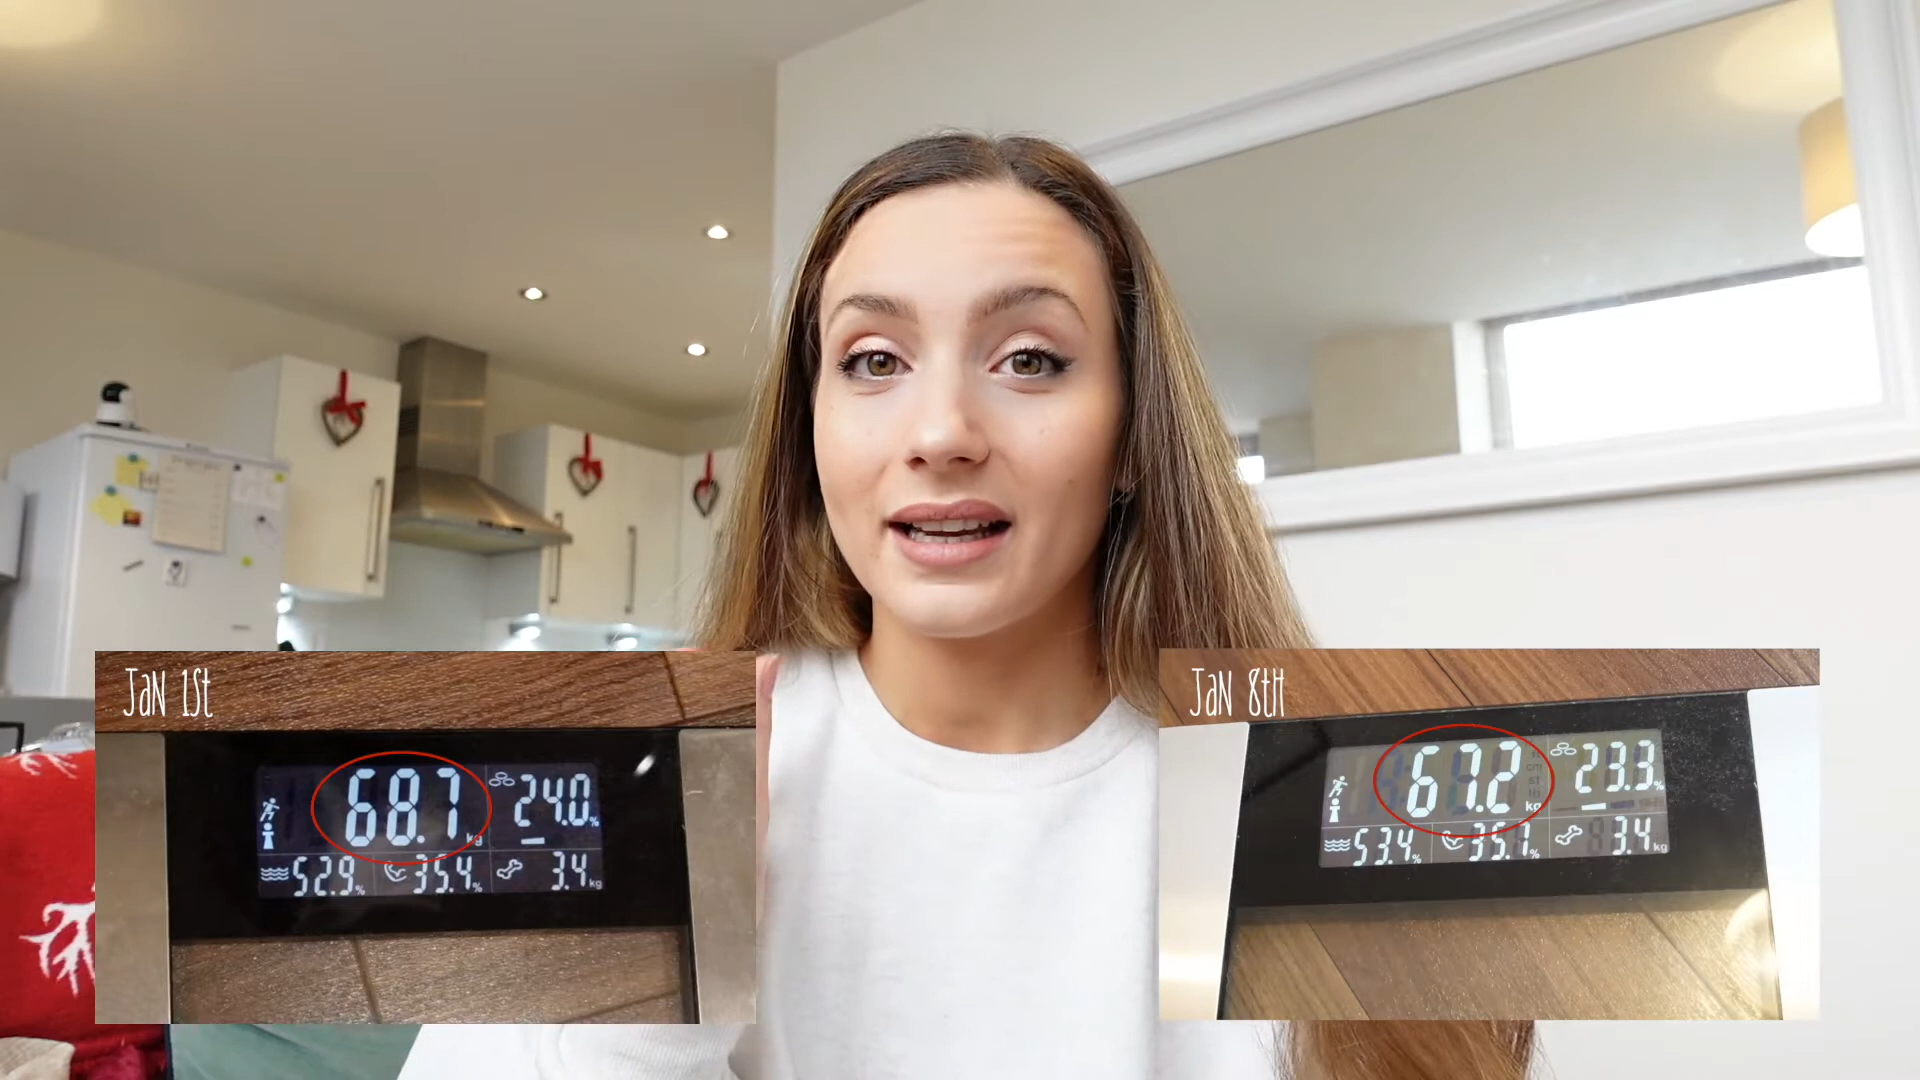 JaN 1St
68.7 kg 24.0 %
52.9 % 35.4 % 3.4 kg
JaN 8tH
67.2 kg 23.3 %
53.4 % 35.7 % 3.4 kg